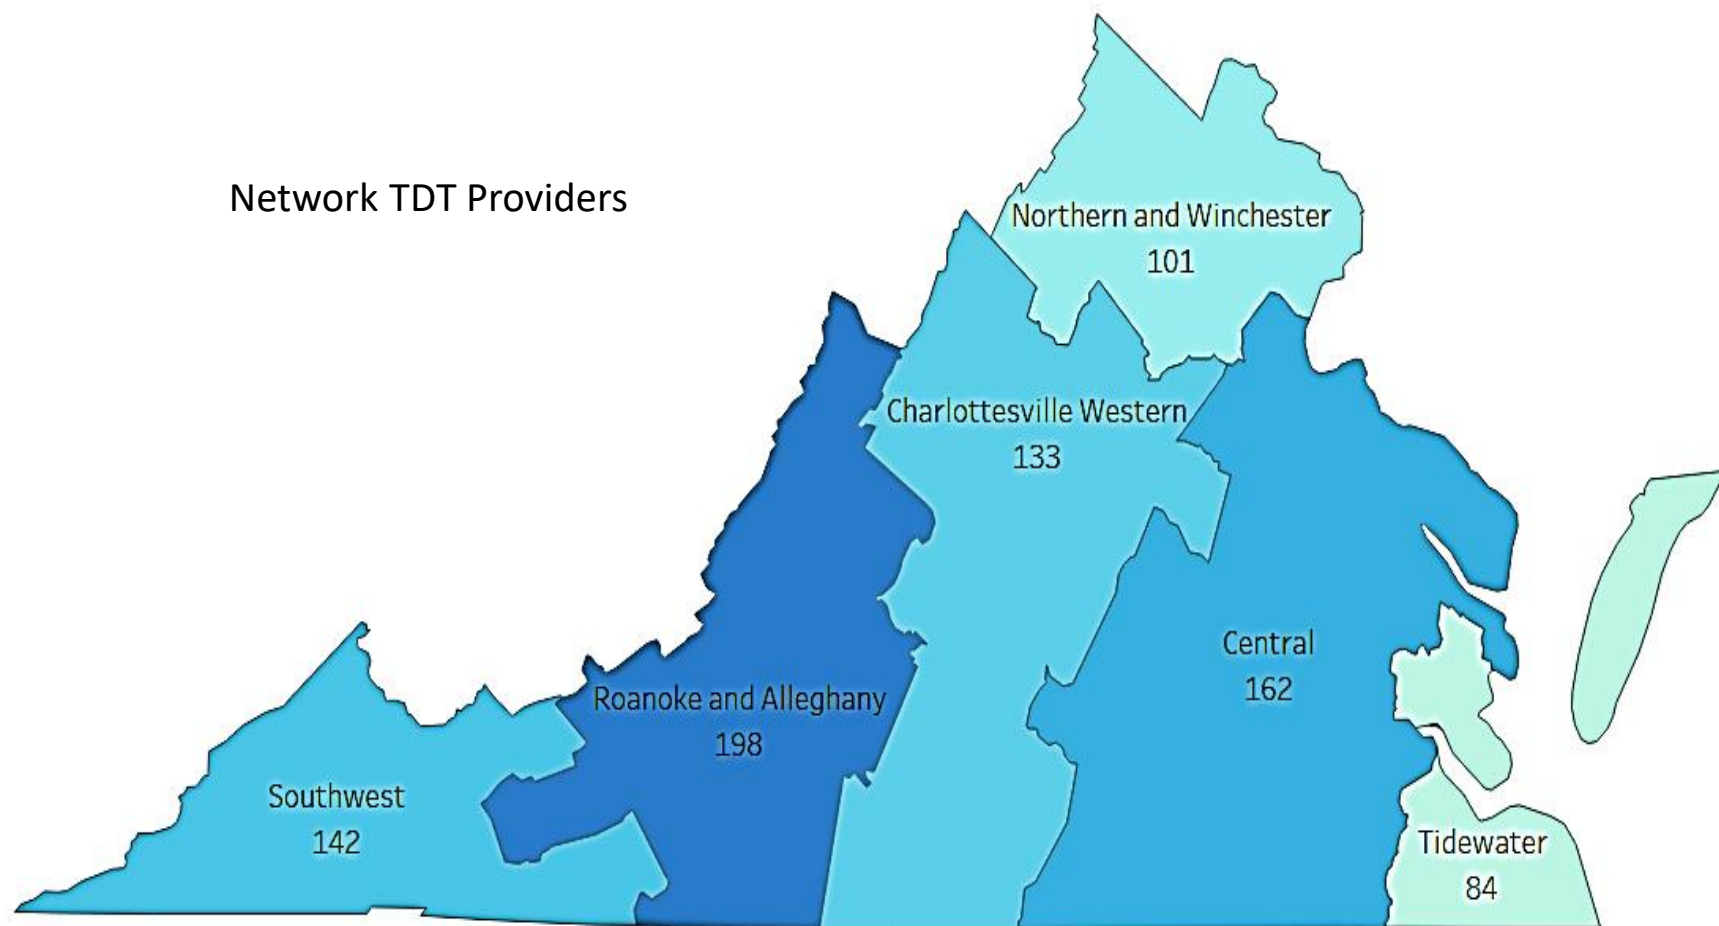 Network TDT Providers
Northern and Winchester
101
Charlottesville Western
133
Central
162
Roanoke and Alleghany
198
Southwest
142
Tidewater
84